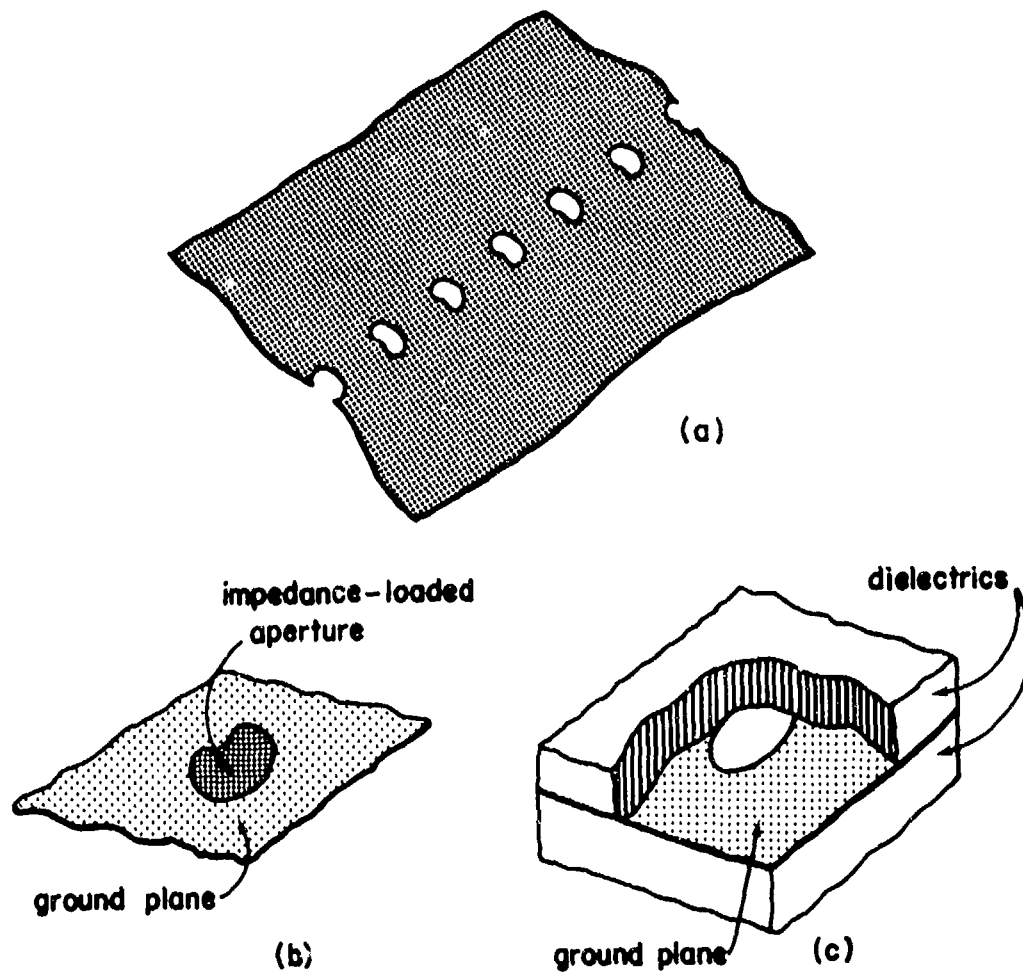 (a)
impedance-loaded
aperture
ground plane
(b)
dielectrics
ground plane
(c)